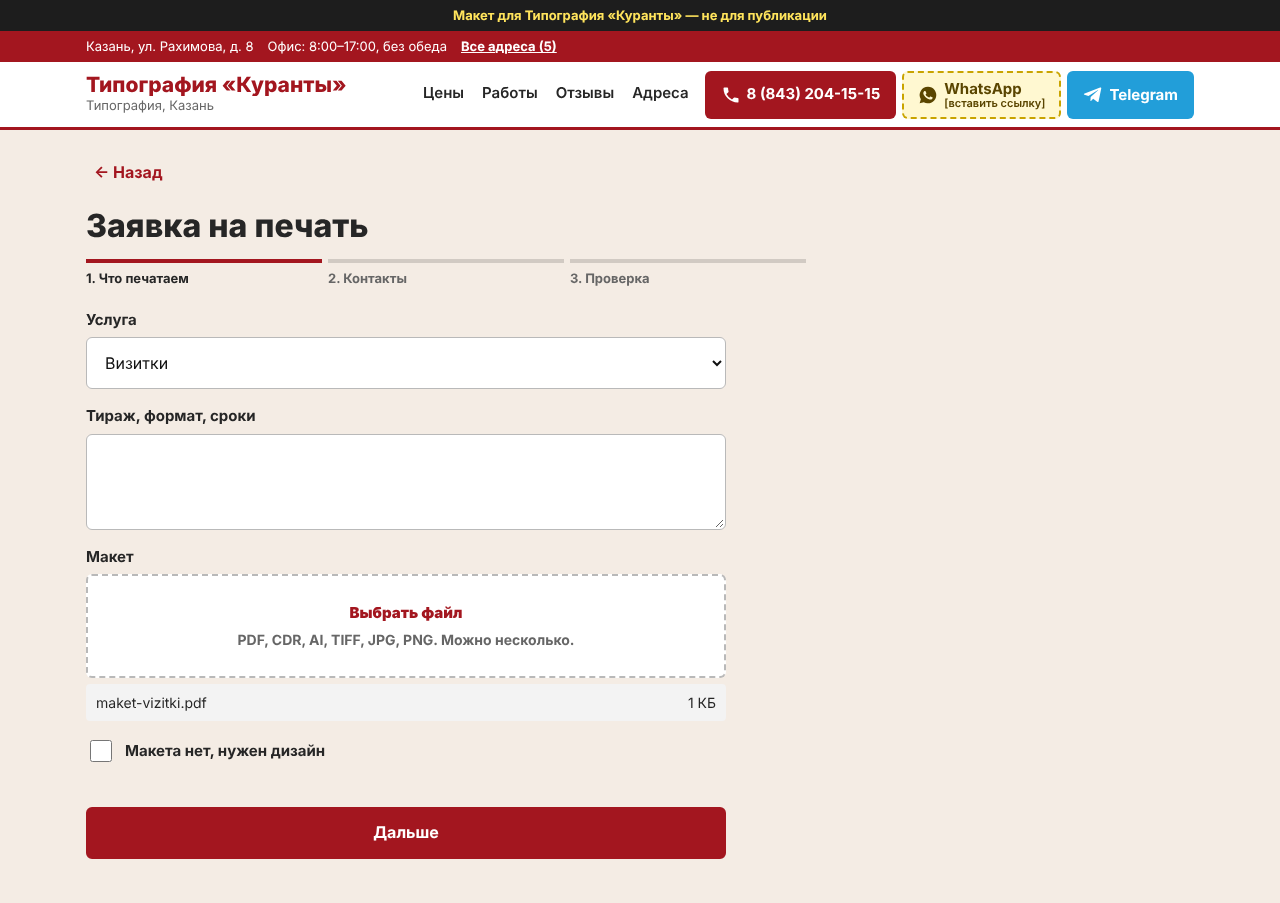 Макет для Типография «Куранты» — не для публикации
Казань, ул. Рахимова, д. 8 Офис: 8:00–17:00, без обеда Все адреса (5)
Типография «Куранты»
Типография, Казань
Цены Работы Отзывы Адреса
8 (843) 204-15-15
WhatsApp
[вставить ссылку]
Telegram
← Назад
Заявка на печать
1. Что печатаем
2. Контакты
3. Проверка
Услуга
Визитки
Тираж, формат, сроки
Макет
Выбрать файл
PDF, CDR, AI, TIFF, JPG, PNG. Можно несколько.
maket-vizitki.pdf 1 КБ
Макета нет, нужен дизайн
Дальше